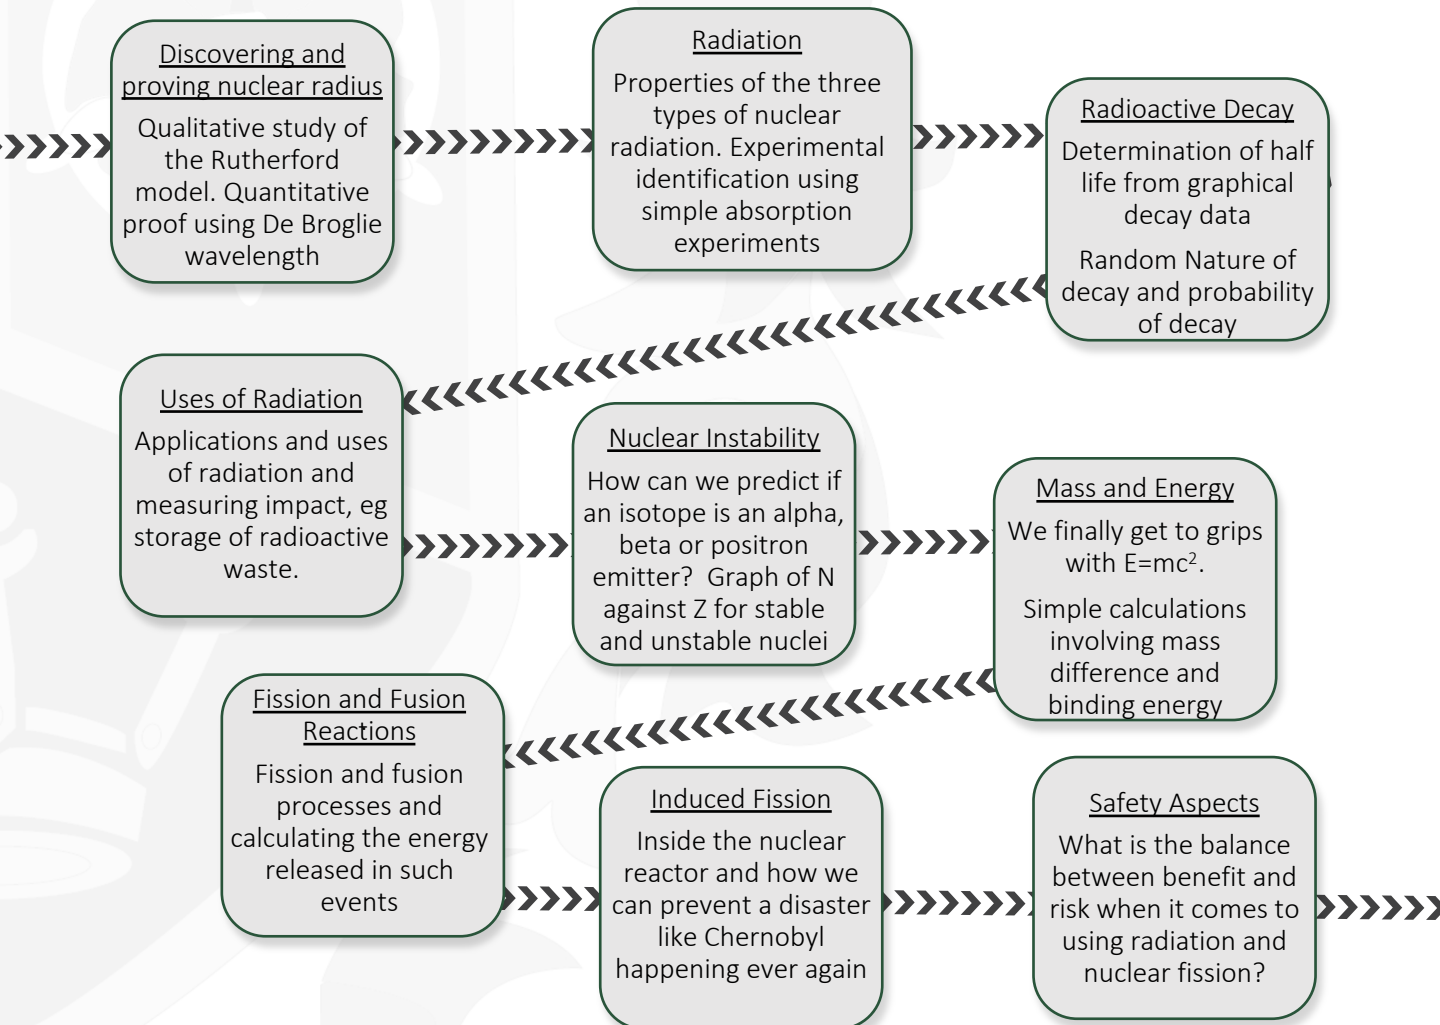 Discovering and
proving nuclear radius
Qualitative study of
the Rutherford
model. Quantitative
proof using De Broglie
wavelength
Radiation
Properties of the three
types of nuclear
radiation. Experimental
identification using
simple absorption
experiments
Radioactive Decay
Determination of half
life from graphical
decay data
Random Nature of
decay and probability
of decay
Uses of Radiation
Applications and uses
of radiation and
measuring impact, eg
storage of radioactive
waste.
Nuclear Instability
How can we predict if
an isotope is an alpha,
beta or positron
emitter?  Graph of N
against Z for stable
and unstable nuclei
Mass and Energy
We finally get to grips
with E=mc².
Simple calculations
involving mass
difference and
binding energy
Fission and Fusion
Reactions
Fission and fusion
processes and
calculating the energy
released in such
events
Induced Fission
Inside the nuclear
reactor and how we
can prevent a disaster
like Chernobyl
happening ever again
Safety Aspects
What is the balance
between benefit and
risk when it comes to
using radiation and
nuclear fission?